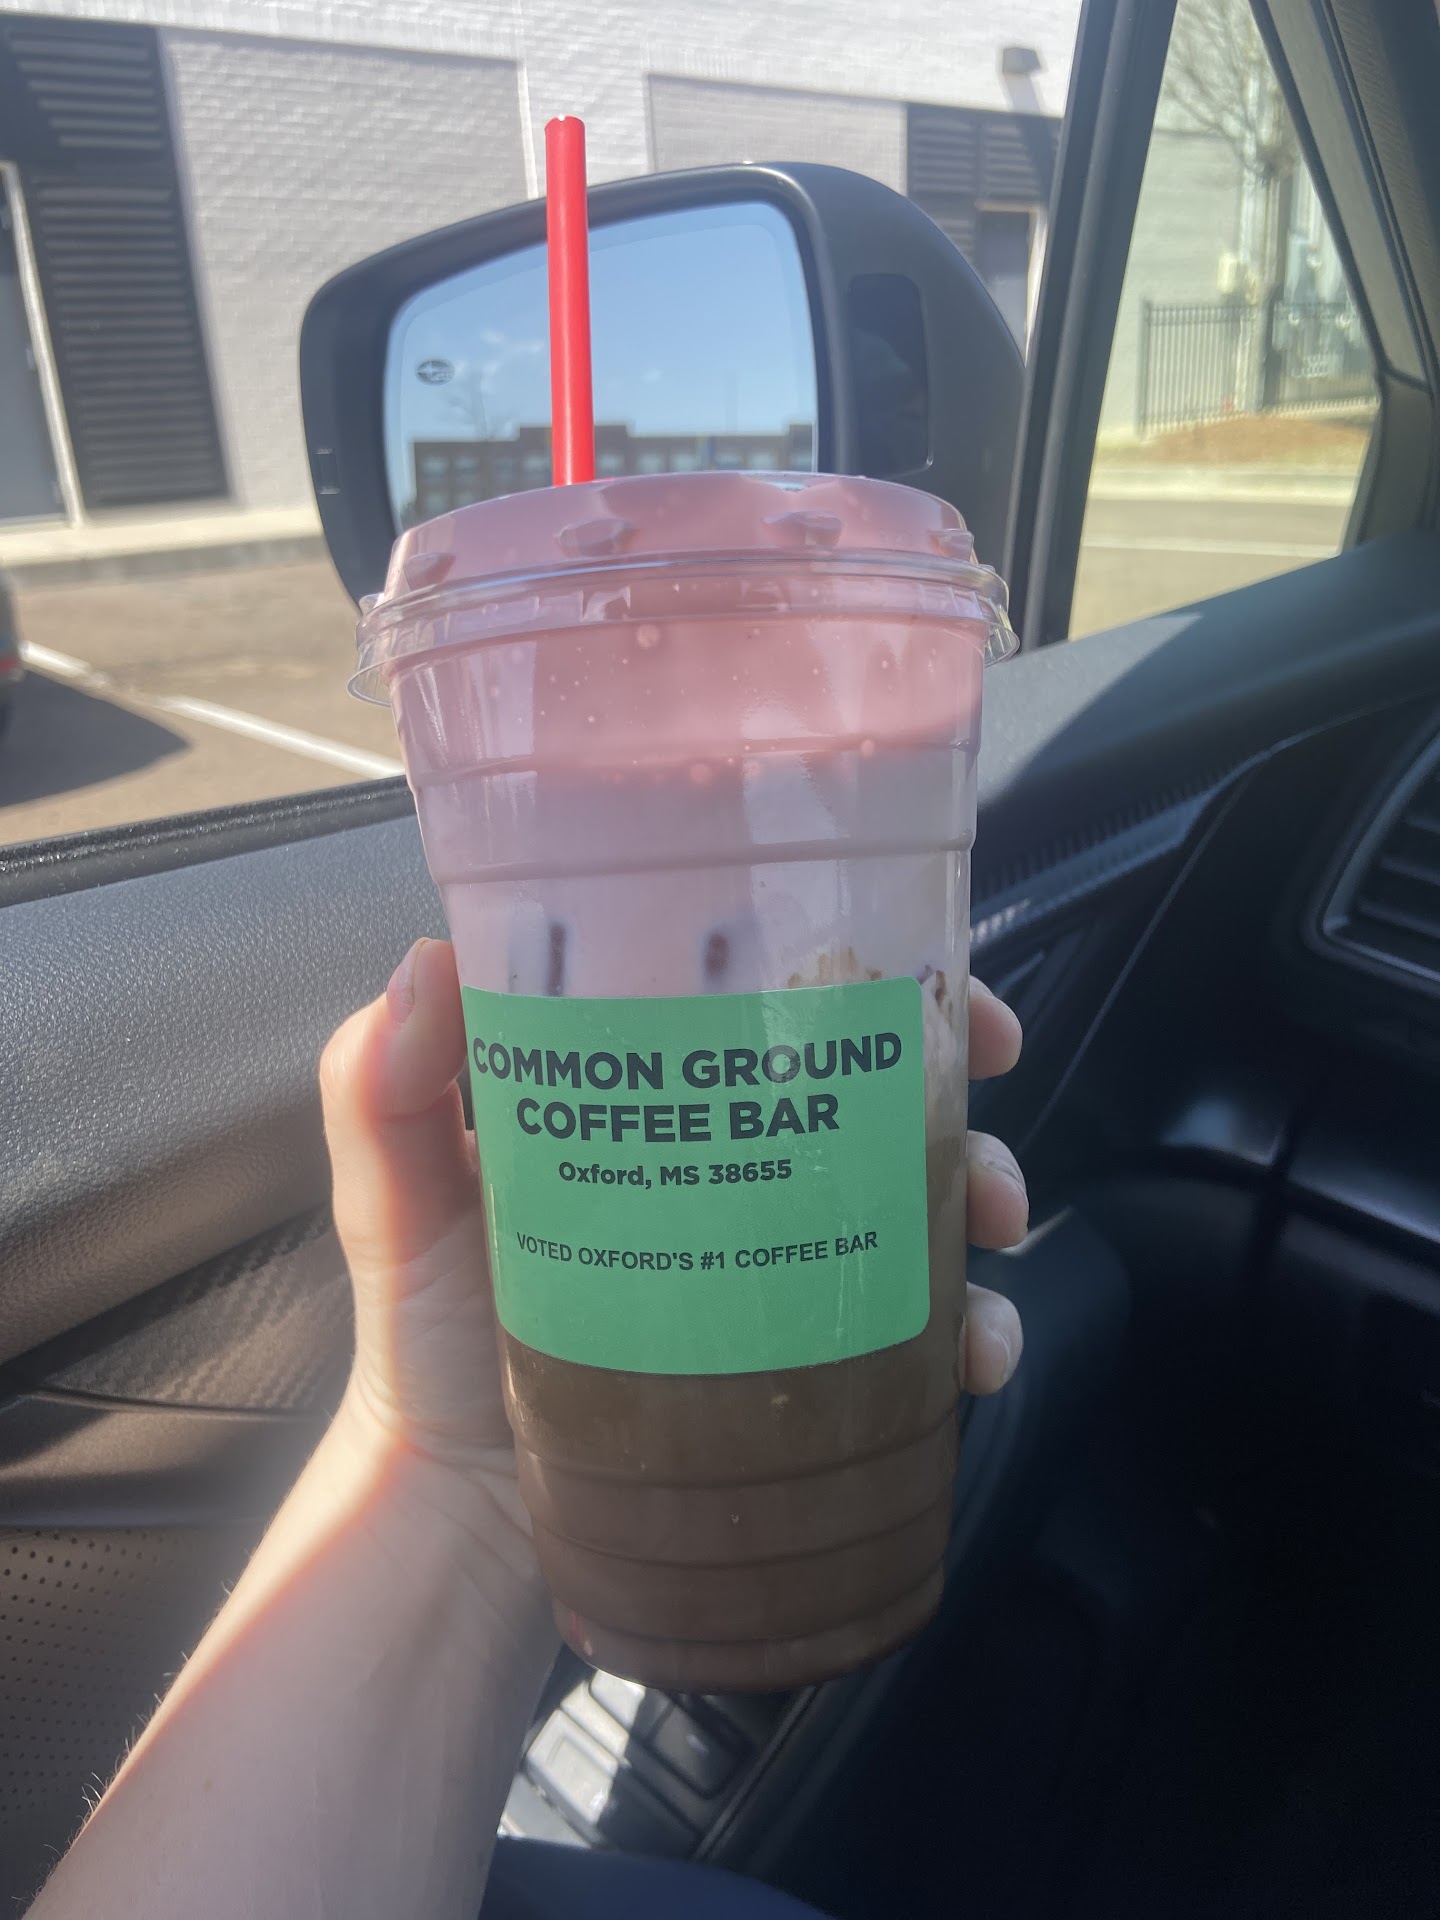 COMMON GROUND
COFFEE BAR
Oxford, MS 38655
VOTED OXFORD'S #1 COFFEE BAR